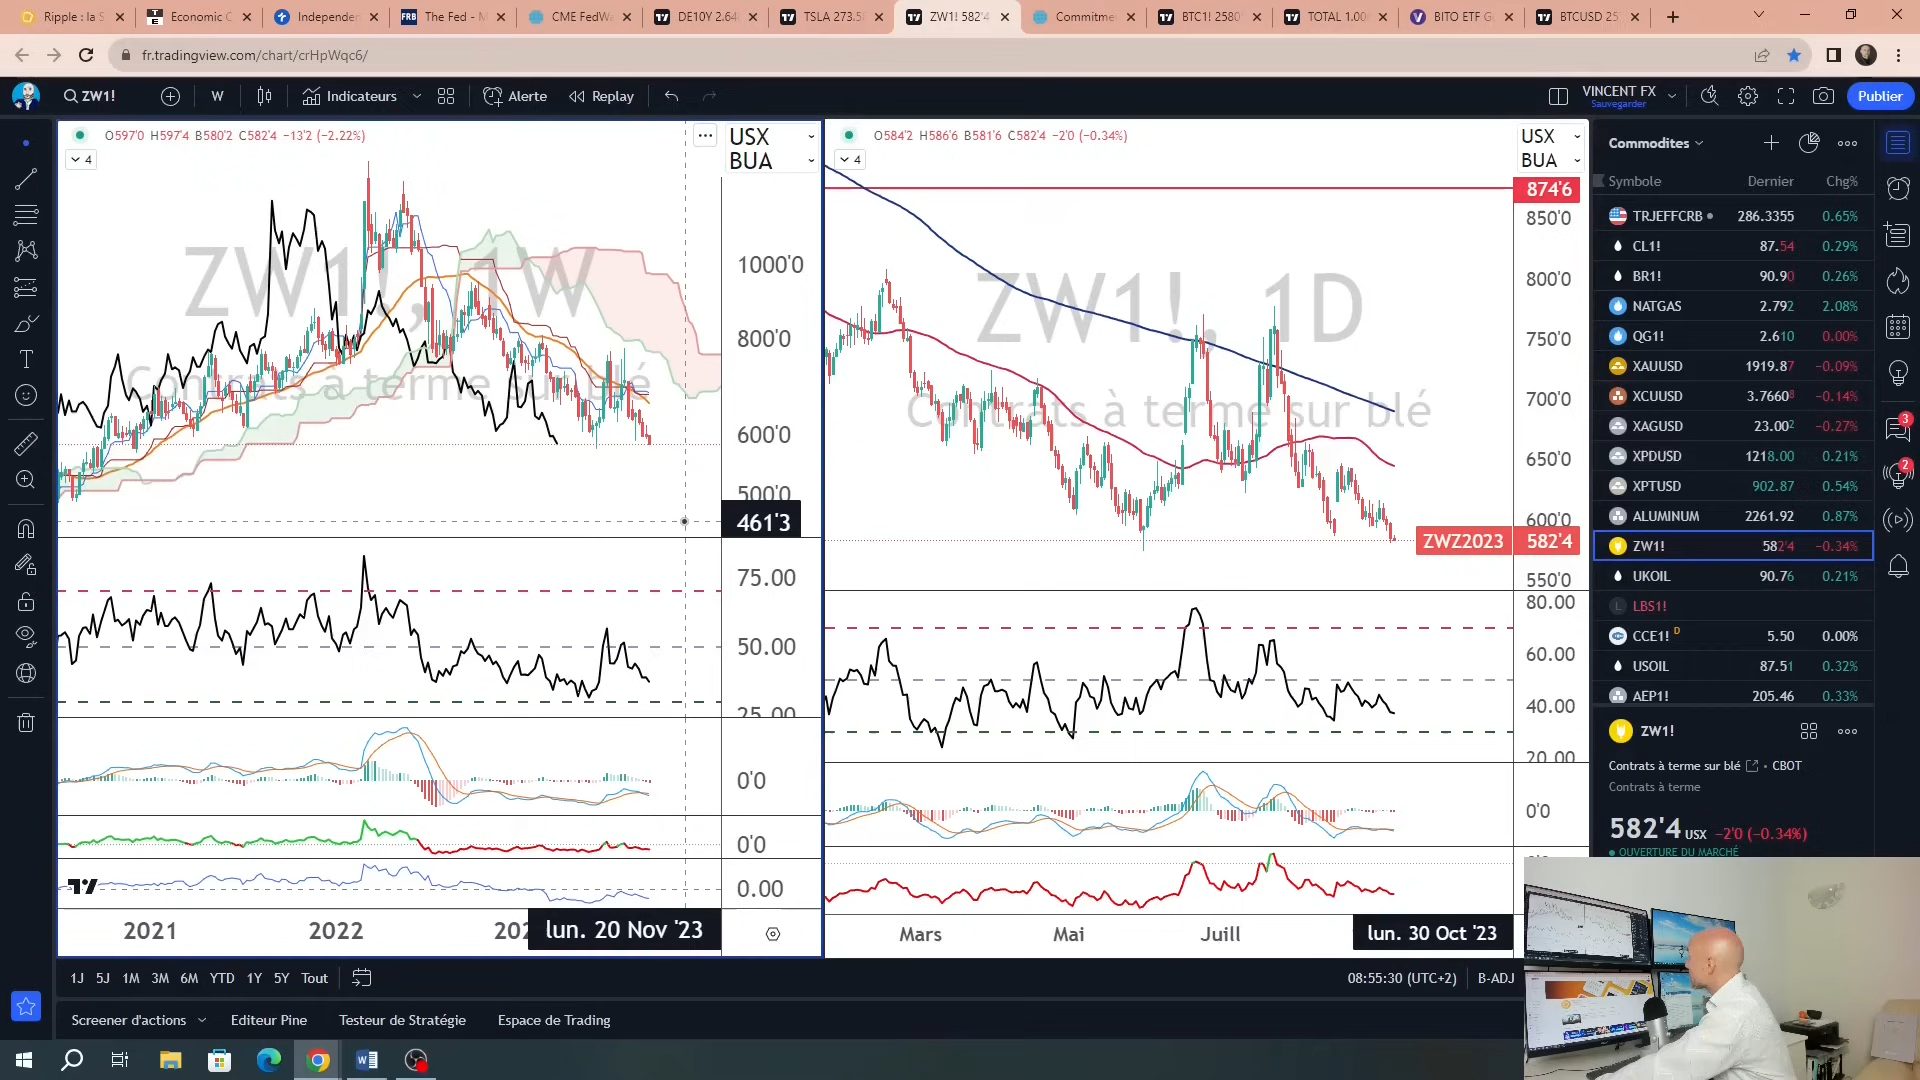 Ripple : la S
Economic C
Independen
The Fed - M
CME FedWa
DE10Y 2.64
TSLA 273.5
ZW1! 582'4
Commitme
BTC1! 2580
TOTAL 1.00
BITO ETF G
BTCUSD 25
fr.tradingview.com/chart/crHpWqc6/
ZW1!
W
Indicateurs
Alerte
Replay
VINCENT FX
Sauvegarder
Publier
O597'0 H597'4 B580'2 C582'4 −13'2 (−2.22%)
4
USX
BUA
ZW1!, 1W
Contrats à terme sur blé
1000'0
800'0
600'0
500'0
461'3
75.00
50.00
25.00
0'0
0'0
0.00
2021
2022
202
lun. 20 Nov '23
O584'2 H586'6 B581'6 C582'4 −2'0 (−0.34%)
4
USX
BUA
ZW1!, 1D
Contrats à terme sur blé
874'6
850'0
800'0
750'0
700'0
650'0
600'0
ZWZ2023 582'4
550'0
80.00
60.00
40.00
20.00
0'0
Mars
Mai
Juill
lun. 30 Oct '23
Commodites
Symbole Dernier Chg%
TRJEFFCRB 286.3355 0.65%
CL1! 87.54 0.29%
BR1! 90.90 0.26%
NATGAS 2.792 2.08%
QG1! 2.610 0.00%
XAUUSD 1919.87 −0.09%
XCUUSD 3.7660⁸ −0.14%
XAGUSD 23.00² −0.27%
XPDUSD 1218.00 0.21%
XPTUSD 902.87 0.54%
ALUMINUM 2261.92 0.87%
ZW1! 582'4 −0.34%
UKOIL 90.76 0.21%
L LBS1!
CCE1! D 5.50 0.00%
USOIL 87.51 0.32%
AEP1! 205.46 0.33%
3
2
ZW1!
Contrats à terme sur blé • CBOT
Contrats à terme
582'4 USX −2'0 (−0.34%)
OUVERTURE DU MARCHÉ
1J 5J 1M 3M 6M YTD 1Y 5Y Tout
08:55:30 (UTC+2)
B-ADJ
Screener d'actions
Editeur Pine
Testeur de Stratégie
Espace de Trading